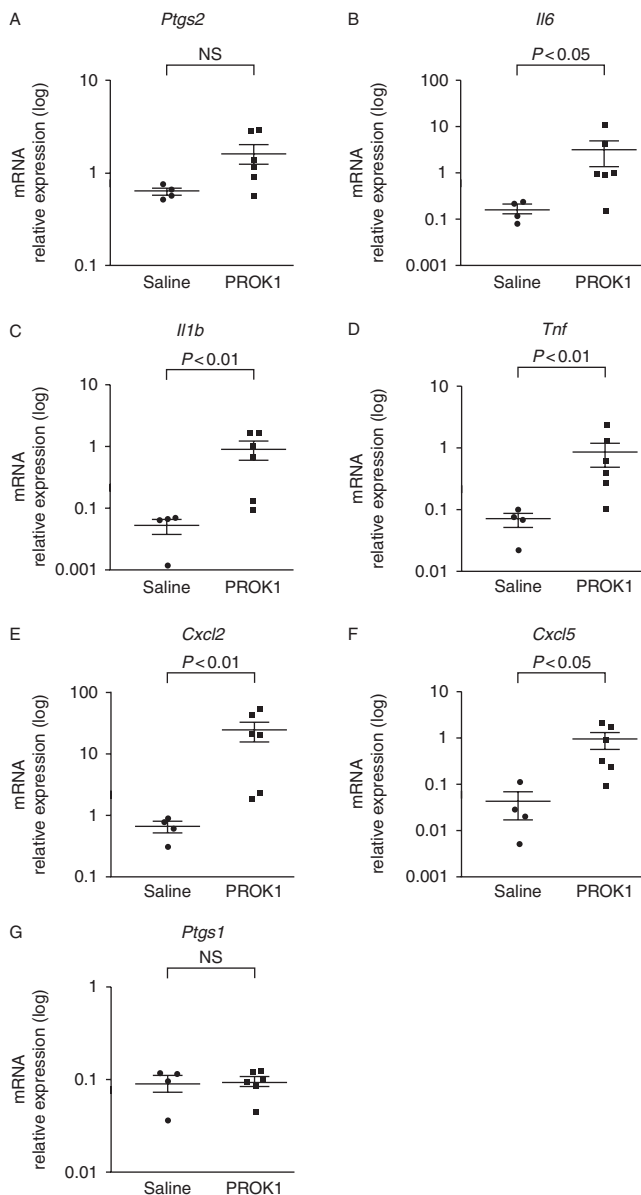 A
Ptgs2
NS
10
1
0.1
mRNA
relative expression (log)
Saline PROK1
B
Il6
P < 0.05
100
10
1
0.1
0.001
mRNA
relative expression (log)
Saline PROK1
C
Il1b
P < 0.01
10
1
0.1
0.001
mRNA
relative expression (log)
Saline PROK1
D
Tnf
P < 0.01
10
1
0.1
0.01
mRNA
relative expression (log)
Saline PROK1
E
Cxcl2
P < 0.01
100
10
1
0.1
mRNA
relative expression (log)
Saline PROK1
F
Cxcl5
P < 0.05
10
1
0.1
0.01
0.001
mRNA
relative expression (log)
Saline PROK1
G
Ptgs1
NS
1
0.1
0.01
mRNA
relative expression (log)
Saline PROK1